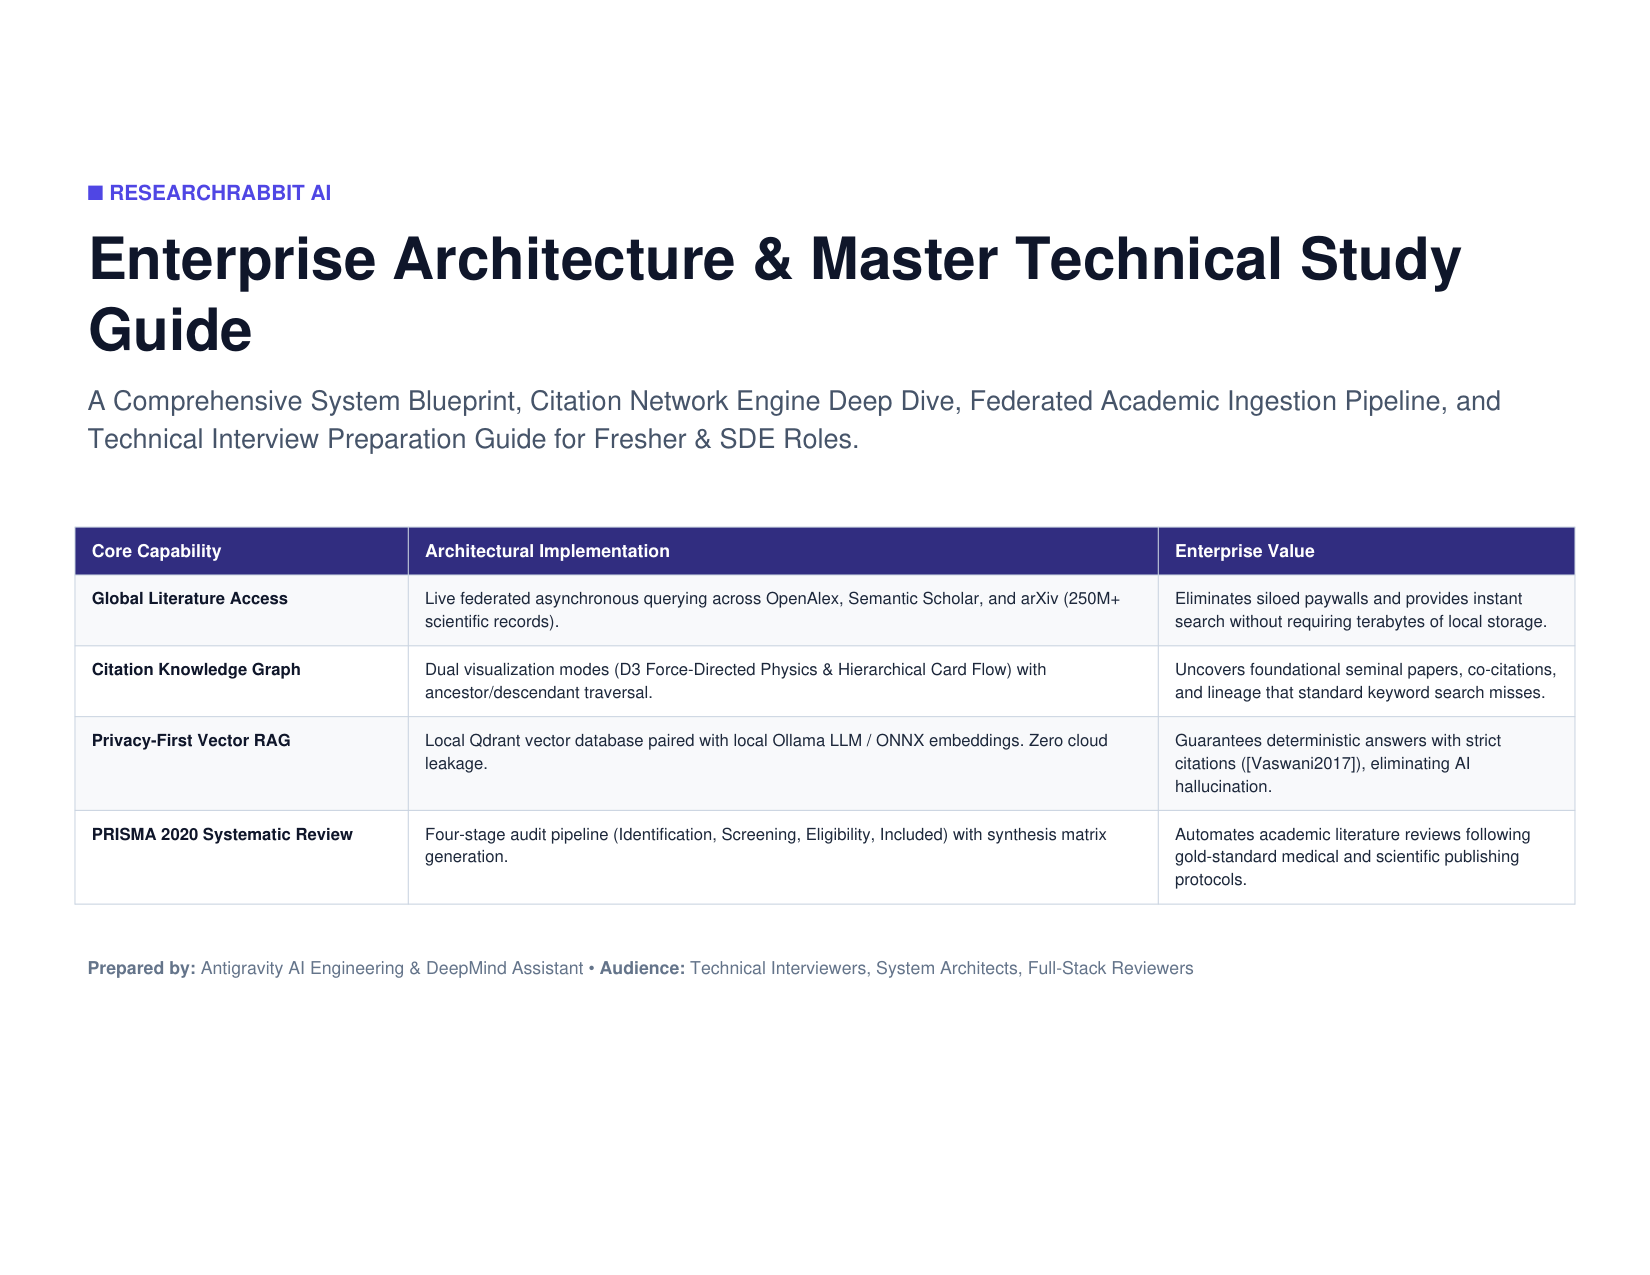 ■ RESEARCHRABBIT AI
Enterprise Architecture & Master Technical Study
Guide
A Comprehensive System Blueprint, Citation Network Engine Deep Dive, Federated Academic Ingestion Pipeline, and
Technical Interview Preparation Guide for Fresher & SDE Roles.
Core Capability
Architectural Implementation
Enterprise Value
Global Literature Access
Live federated asynchronous querying across OpenAlex, Semantic Scholar, and arXiv (250M+
scientific records).
Eliminates siloed paywalls and provides instant
search without requiring terabytes of local storage.
Citation Knowledge Graph
Dual visualization modes (D3 Force-Directed Physics & Hierarchical Card Flow) with
ancestor/descendant traversal.
Uncovers foundational seminal papers, co-citations,
and lineage that standard keyword search misses.
Privacy-First Vector RAG
Local Qdrant vector database paired with local Ollama LLM / ONNX embeddings. Zero cloud
leakage.
Guarantees deterministic answers with strict
citations ([Vaswani2017]), eliminating AI
hallucination.
PRISMA 2020 Systematic Review
Four-stage audit pipeline (Identification, Screening, Eligibility, Included) with synthesis matrix
generation.
Automates academic literature reviews following
gold-standard medical and scientific publishing
protocols.
Prepared by: Antigravity AI Engineering & DeepMind Assistant • Audience: Technical Interviewers, System Architects, Full-Stack Reviewers